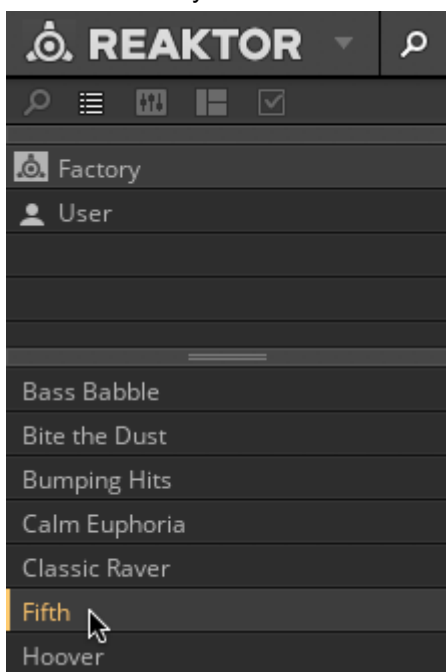 REAKTOR
Factory
User
Bass Babble
Bite the Dust
Bumping Hits
Calm Euphoria
Classic Raver
Fifth
Hoover